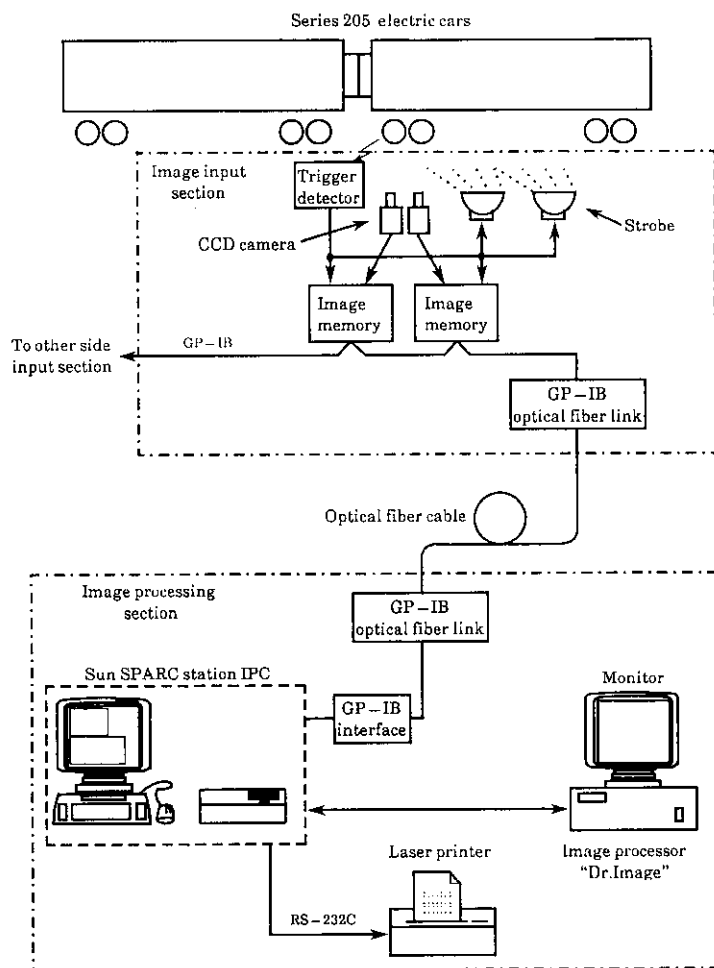 Series 205 electric cars
Image input
section
Trigger
detector
CCD camera
Strobe
Image
memory
Image
memory
To other side
input section
GP−IB
GP−IB
optical fiber link
Optical fiber cable
Image processing
section
GP−IB
optical fiber link
Sun SPARC station IPC
Monitor
GP−IB
interface
Laser printer
Image processor
"Dr.Image"
RS−232C